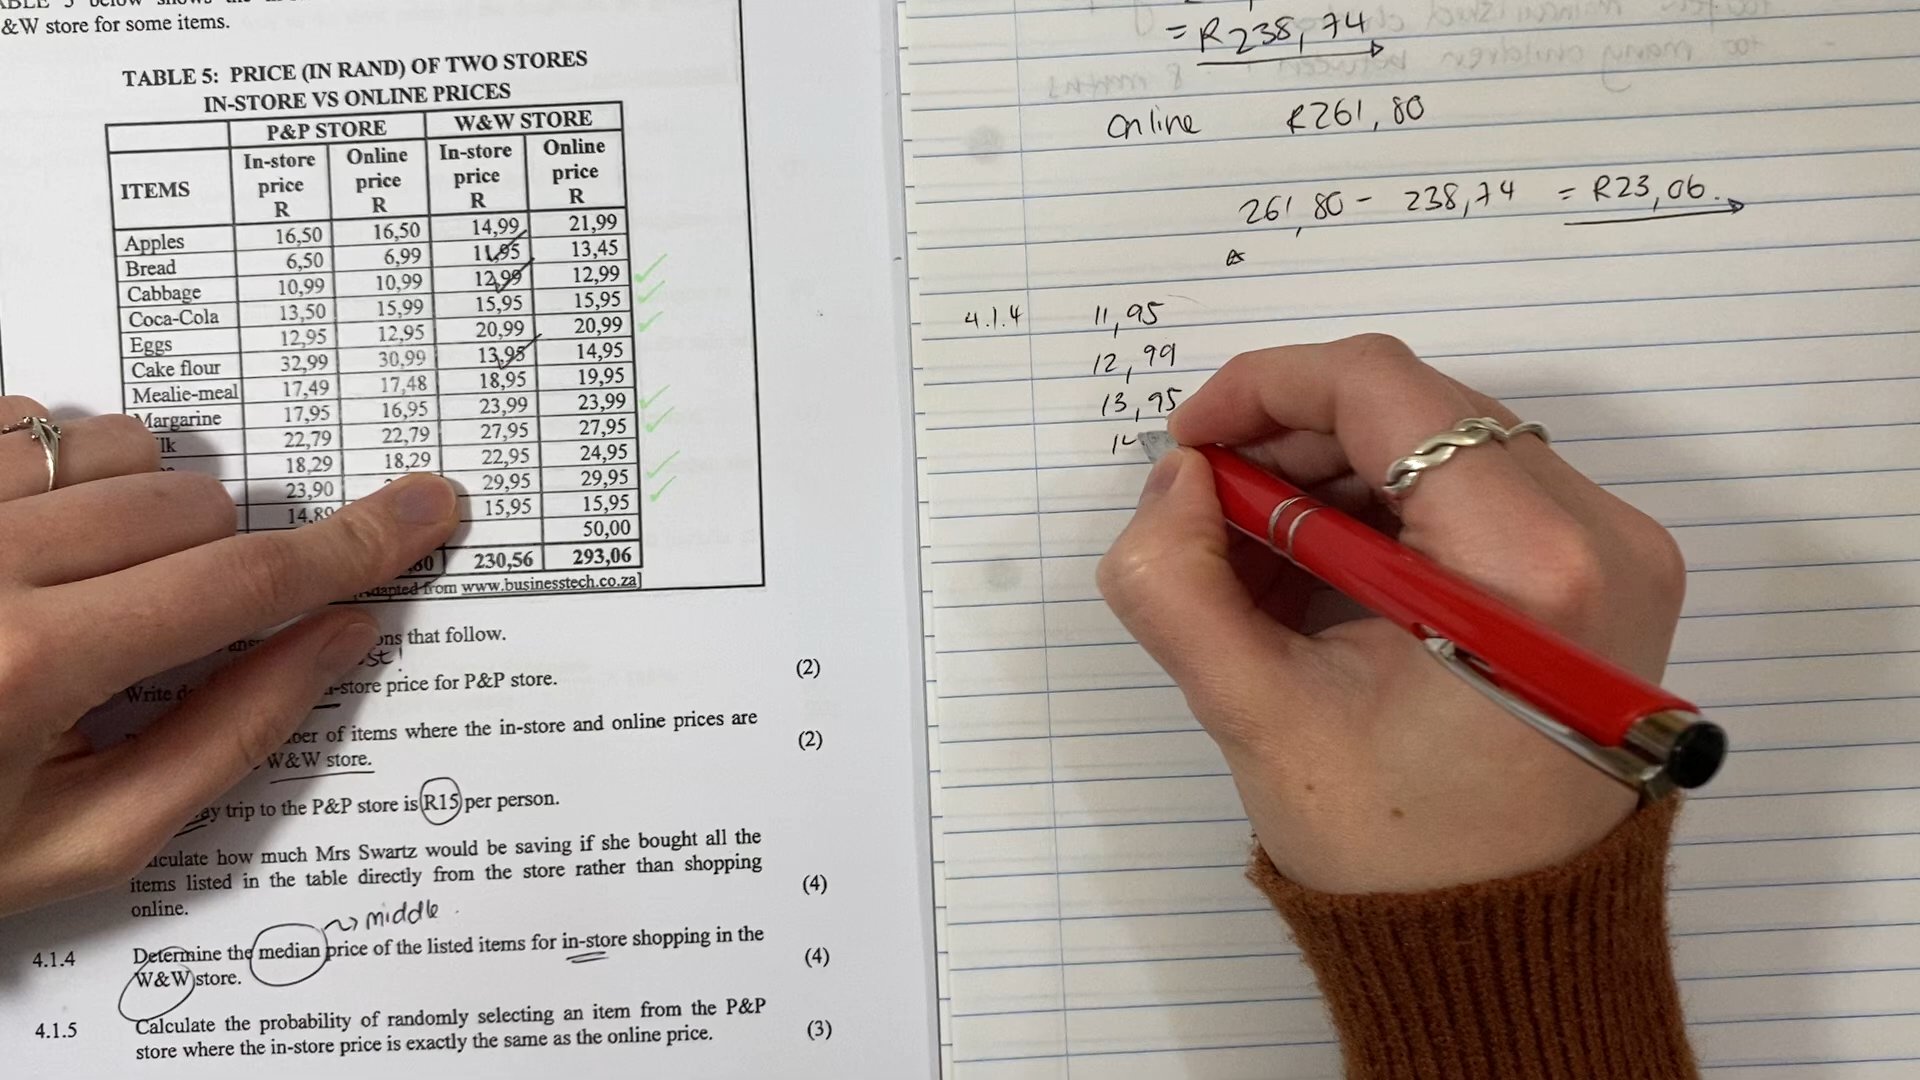 &W store for some items.
TABLE 5: PRICE (IN RAND) OF TWO STORES
IN-STORE VS ONLINE PRICES
P&P STORE W&W STORE
ITEMS In-store price R Online price R In-store price R Online price R
Apples 16,50 16,50 14,99 21,99
Bread 6,50 6,99 11,95 13,45
Cabbage 10,99 10,99 12,99 12,99
Coca-Cola 13,50 15,99 15,95 15,95
Eggs 12,95 12,95 20,99 20,99
Cake flour 32,99 30,99 13,95 14,95
Mealie-meal 17,49 17,48 18,95 19,95
Margarine 17,95 16,95 23,99 23,99
lk 22,79 22,79 27,95 27,95
18,29 18,29 22,95 24,95
23,90 29,95 29,95
14,89 15,95 15,95
50,00
,80 230,56 293,06
from www.businesstech.co.za]
ons that follow.
st!
Write -store price for P&P store. (2)
ber of items where the in-store and online prices are
W&W store. (2)
ay trip to the P&P store is R15 per person.
lculate how much Mrs Swartz would be saving if she bought all the
items listed in the table directly from the store rather than shopping
online. (4)
middle
4.1.4 Determine the median price of the listed items for in-store shopping in the
W&W store. (4)
4.1.5 Calculate the probability of randomly selecting an item from the P&P
store where the in-store price is exactly the same as the online price. (3)
= R238,74
Online R261,80
261,80 - 238,74 = R23,06
4.1.4 11,95
12,99
13,95
14